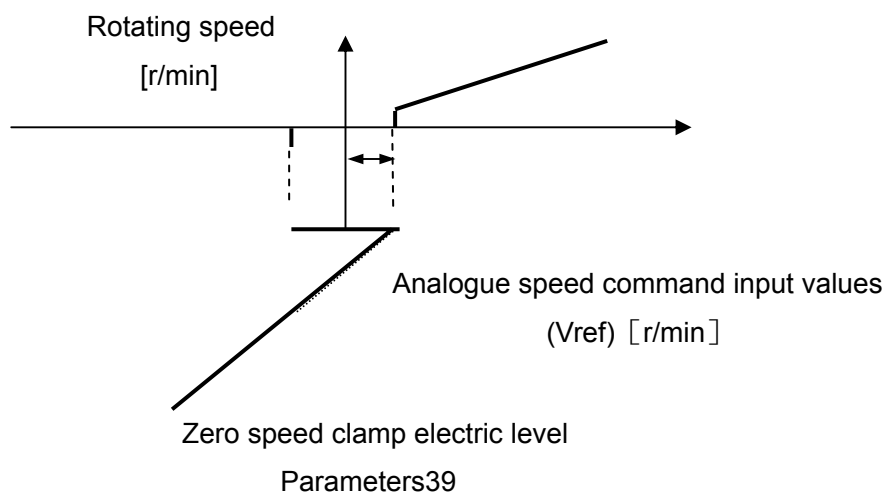 Rotating speed
[r/min]
Analogue speed command input values
(Vref)［r/min］
Zero speed clamp electric level
Parameters39